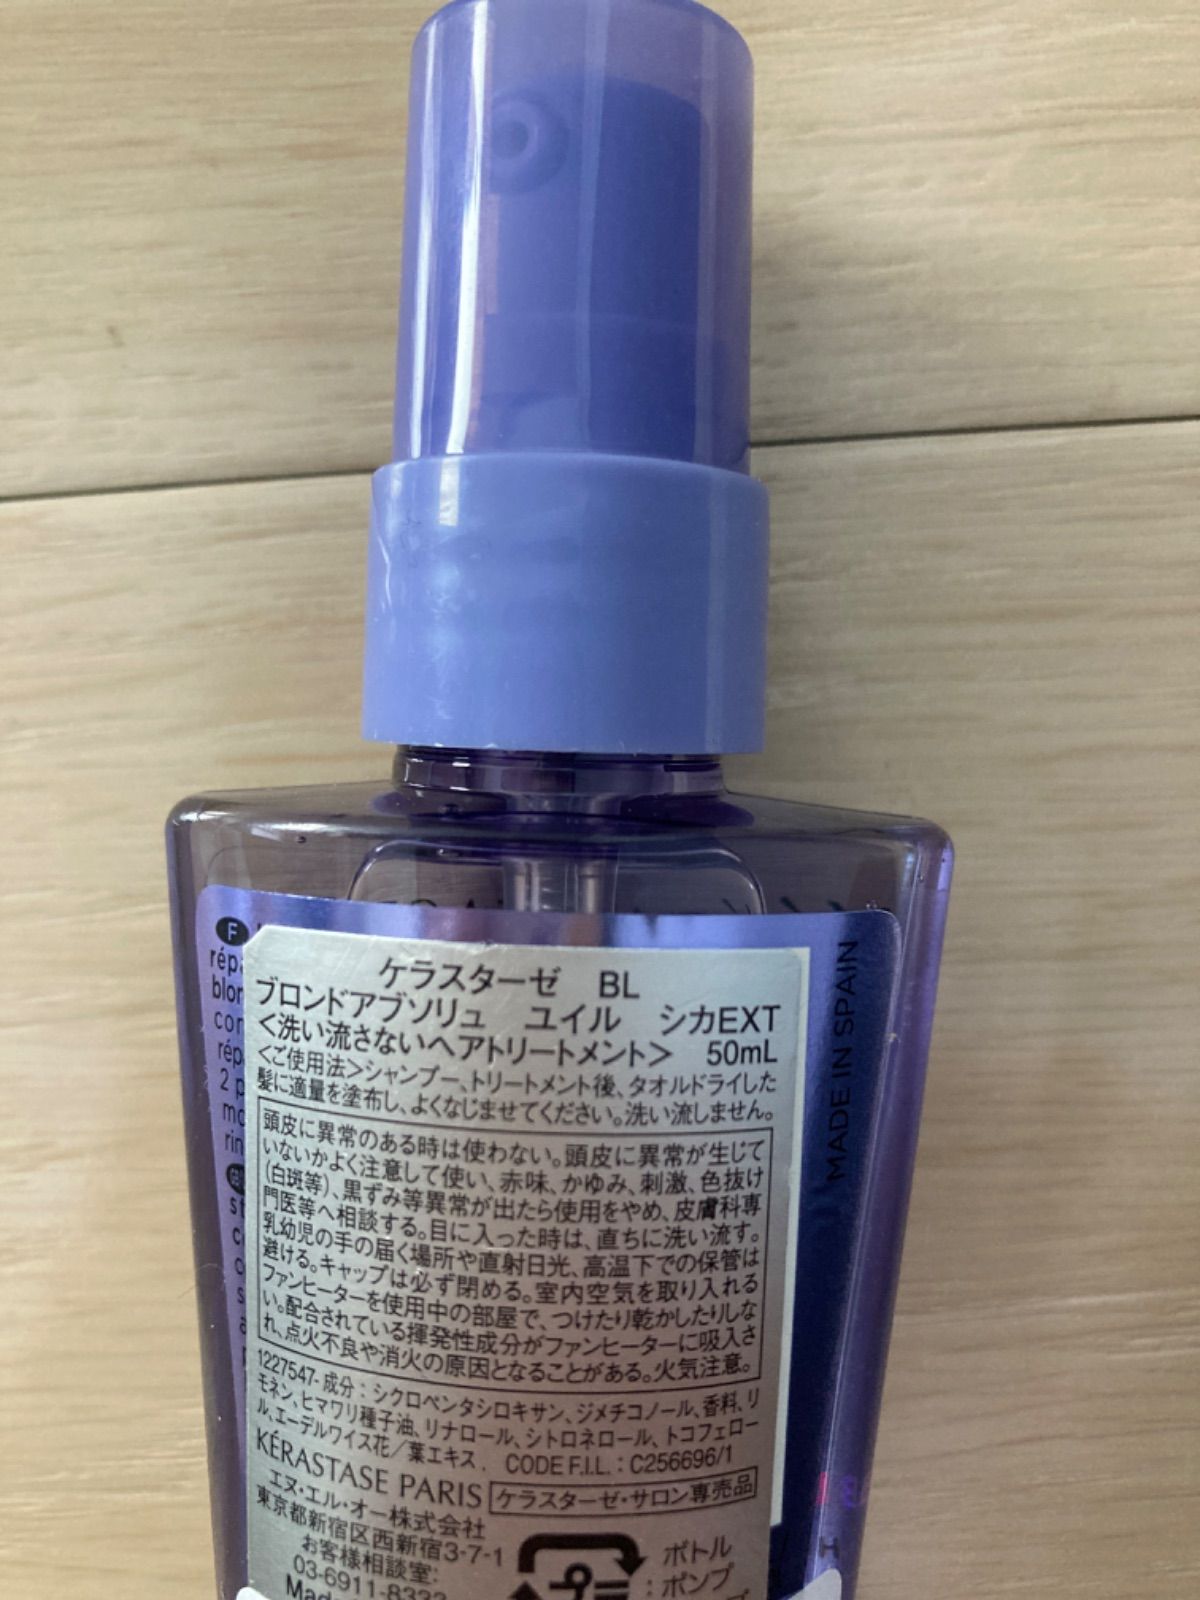 ケラスターゼ BL
ブロンドアブソリュ ユイル シカEXT
<洗い流さないヘアトリートメント> 50mL
<ご使用法>シャンプー、トリートメント後、タオルドライした
髪に適量を塗布し、よくなじませてください。洗い流しません。
頭皮に異常のある時は使わない。頭皮に異常が生じて
いないかよく注意して使い、赤味、かゆみ、刺激、色抜け
(白斑等)、黒ずみ等異常が出たら使用をやめ、皮膚科専
門医等へ相談する。目に入った時は、直ちに洗い流す。
乳幼児の手の届く場所や直射日光、高温下での保管は
避ける。キャップは必ず閉める。室内空気を取り入れる
ファンヒーターを使用中の部屋で、つけたり乾かしたりしな
い。配合されている揮発性成分がファンヒーターに吸入さ
れ、点火不良や消火の原因となることがある。火気注意。
1227547-成分:シクロペンタシロキサン、ジメチコノール、香料、リ
モネン、ヒマワリ種子油、リナロール、シトロネロール、トコフェロー
ル、エーデルワイス花/葉エキス. CODE F.I.L. : C256696/1
KÉRASTASE PARIS ケラスターゼ・サロン専売品
エヌ・エル・オー株式会社
東京都新宿区西新宿3-7-1
お客様相談室:
03-6911-8333
ボトル
:ポンプ
MADE IN SPAIN
F
répa
blon
con
rép
2 p
mo
rin
H